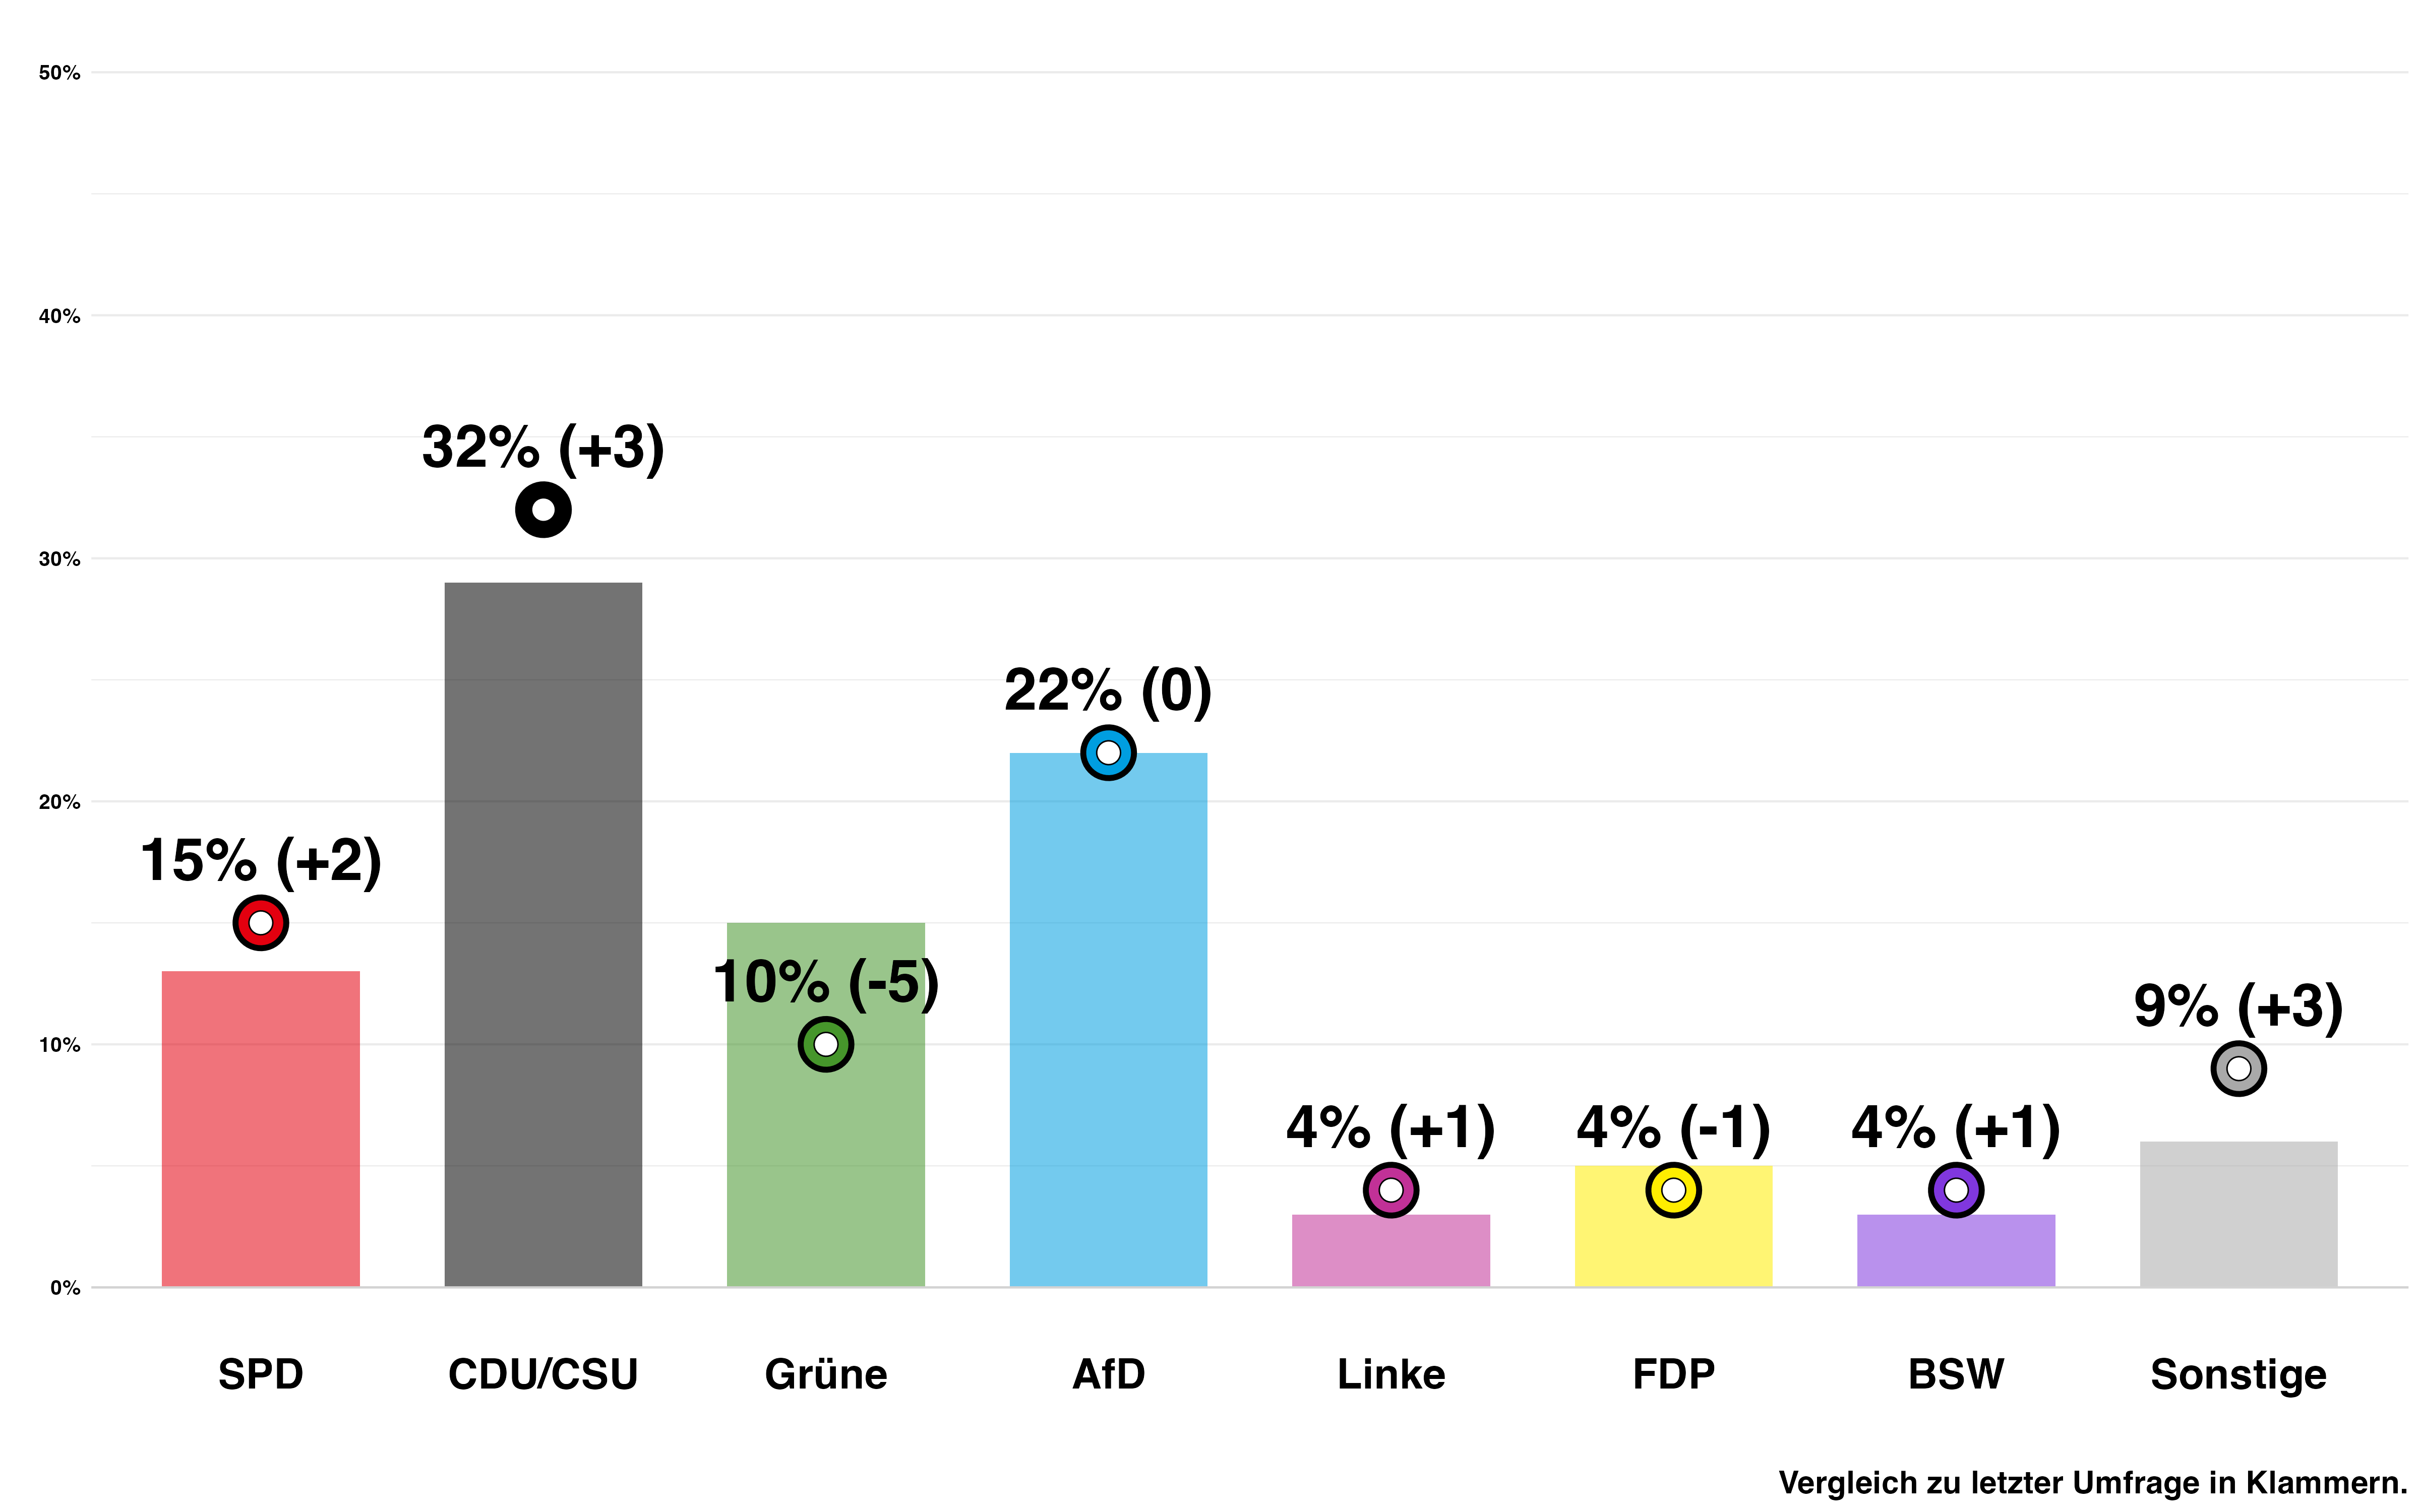 50%
40%
30%
20%
10%
0%
15% (+2)
32% (+3)
10% (-5)
22% (0)
4% (+1)
4% (-1)
4% (+1)
9% (+3)
SPD
CDU/CSU
Grüne
AfD
Linke
FDP
BSW
Sonstige
Vergleich zu letzter Umfrage in Klammern.